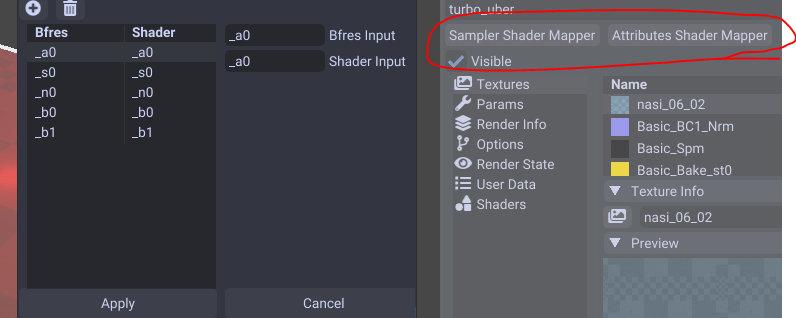 Bfres Shader
_a0 _a0
_s0 _s0
_n0 _n0
_b0 _b0
_b1 _b1
_a0 Bfres Input
_a0 Shader Input
Apply Cancel
turbo_uber
Sampler Shader Mapper Attributes Shader Mapper
Visible
Textures
Params
Render Info
Options
Render State
User Data
Shaders
Name
nasi_06_02
Basic_BC1_Nrm
Basic_Spm
Basic_Bake_st0
Texture Info
nasi_06_02
Preview